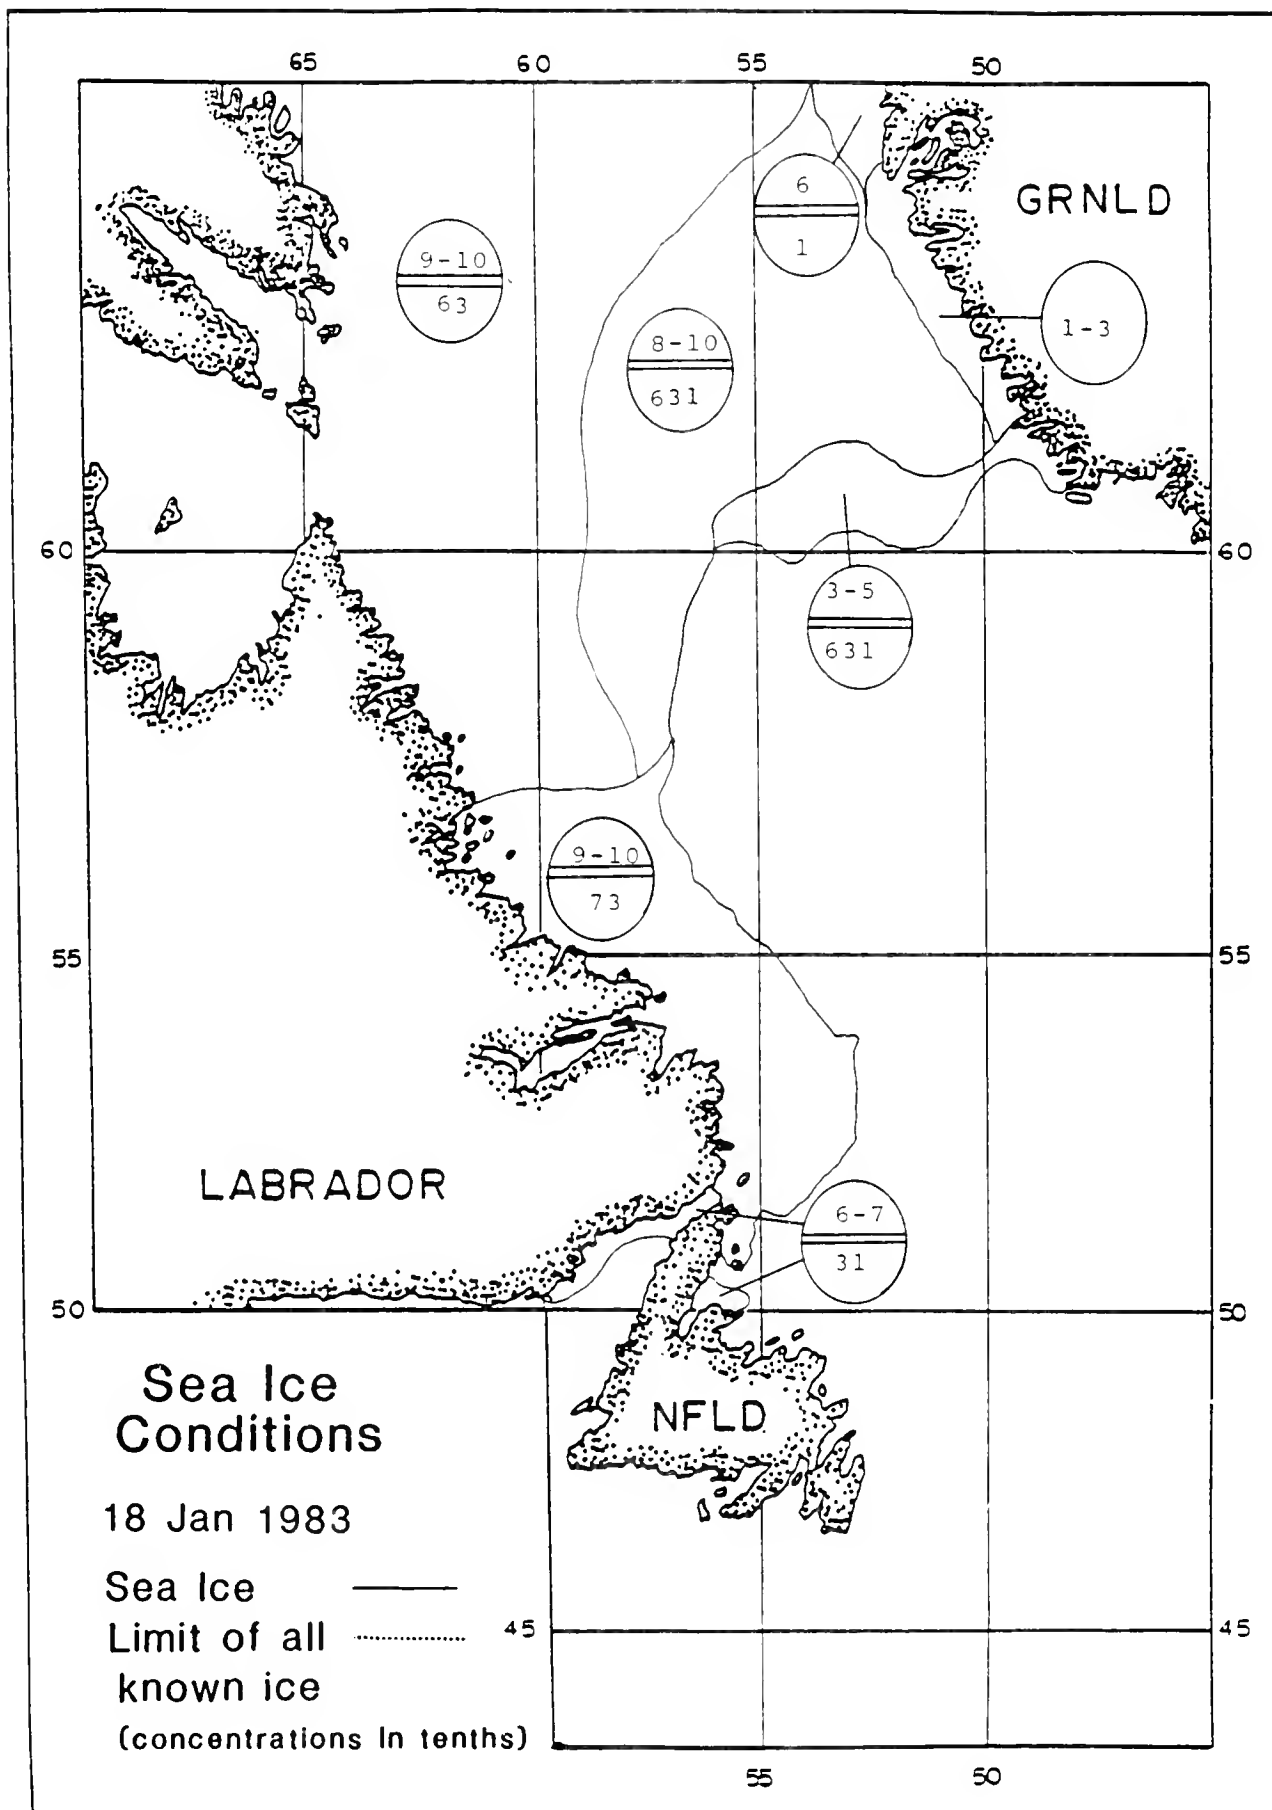 65 60 55 50
GRNLD
6
1
9-10
63
1-3
8-10
631
60 60
3-5
631
9-10
73
55 55
LABRADOR
6-7
31
50 50
Sea Ice
Conditions
NFLD
18 Jan 1983
Sea Ice
Limit of all
known ice
(concentrations In tenths)
45 45
55 50